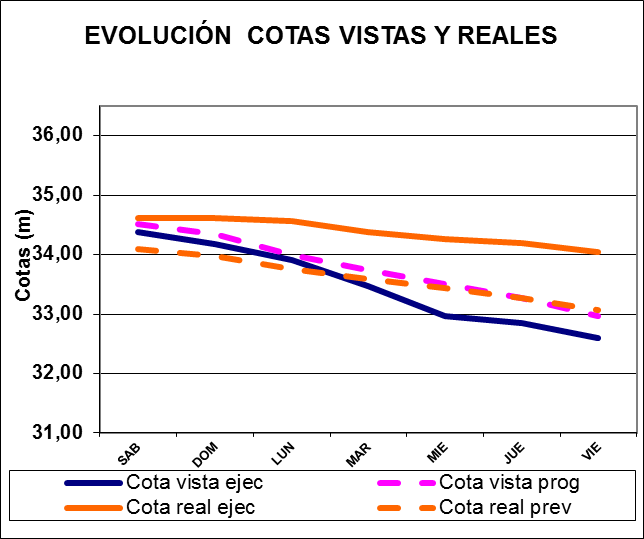 EVOLUCIÓN  COTAS VISTAS Y REALES
36,00
35,00
34,00
33,00
32,00
31,00
Cotas (m)
SAB DOM LUN MAR MIE JUE VIE
Cota vista ejec Cota vista prog
Cota real ejec Cota real prev